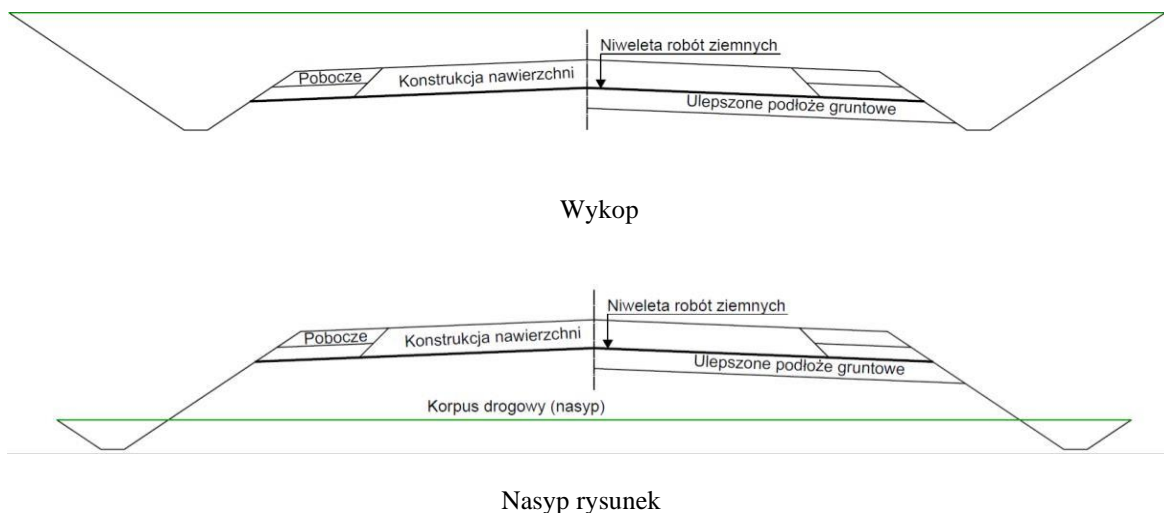 Niweleta robót ziemnych
Pobocze
Konstrukcja nawierzchni
Ulepszone podłoże gruntowe
Wykop
Niweleta robót ziemnych
Pobocze
Konstrukcja nawierzchni
Ulepszone podłoże gruntowe
Korpus drogowy (nasyp)
Nasyp rysunek